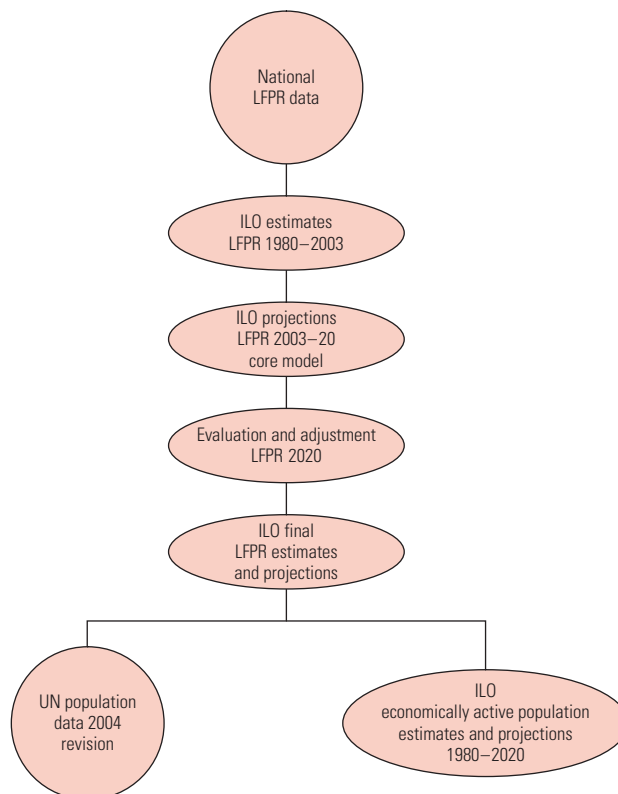 National
LFPR data
ILO estimates
LFPR 1980–2003
ILO projections
LFPR 2003–20
core model
Evaluation and adjustment
LFPR 2020
ILO final
LFPR estimates
and projections
UN population
data 2004
revision
ILO
economically active population
estimates and projections
1980–2020